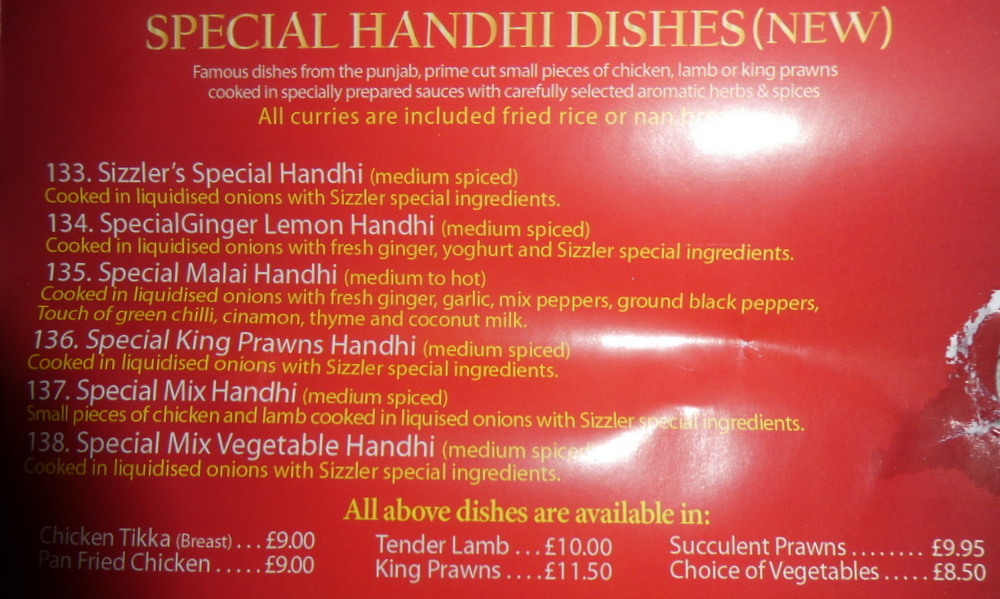 SPECIAL HANDHI DISHES (NEW)
Famous dishes from the punjab, prime cut small pieces of chicken, lamb or king prawns
cooked in specially prepared sauces with carefully selected aromatic herbs & spices
All curries are included fried rice or nan
133. Sizzler's Special Handhi (medium spiced)
Cooked in liquidised onions with Sizzler special ingredients.
134. SpecialGinger Lemon Handhi (medium spiced)
Cooked in liquidised onions with fresh ginger, yoghurt and Sizzler special ingredients.
135. Special Malai Handhi (medium to hot)
Cooked in liquidised onions with fresh ginger, garlic, mix peppers, ground black peppers,
Touch of green chilli, cinamon, thyme and coconut milk.
136. Special King Prawns Handhi (medium spiced)
Cooked in liquidised onions with Sizzler special ingredients.
137. Special Mix Handhi (medium spiced)
Small pieces of chicken and lamb cooked in liquised onions with Sizzler special ingredients.
138. Special Mix Vegetable Handhi (medium spiced)
Cooked in liquidised onions with Sizzler special ingredients.
All above dishes are available in:
Chicken Tikka (Breast) ... £9.00
Pan Fried Chicken ..... £9.00
Tender Lamb ... £10.00
King Prawns .... £11.50
Succulent Prawns ........ £9.95
Choice of Vegetables ..... £8.50